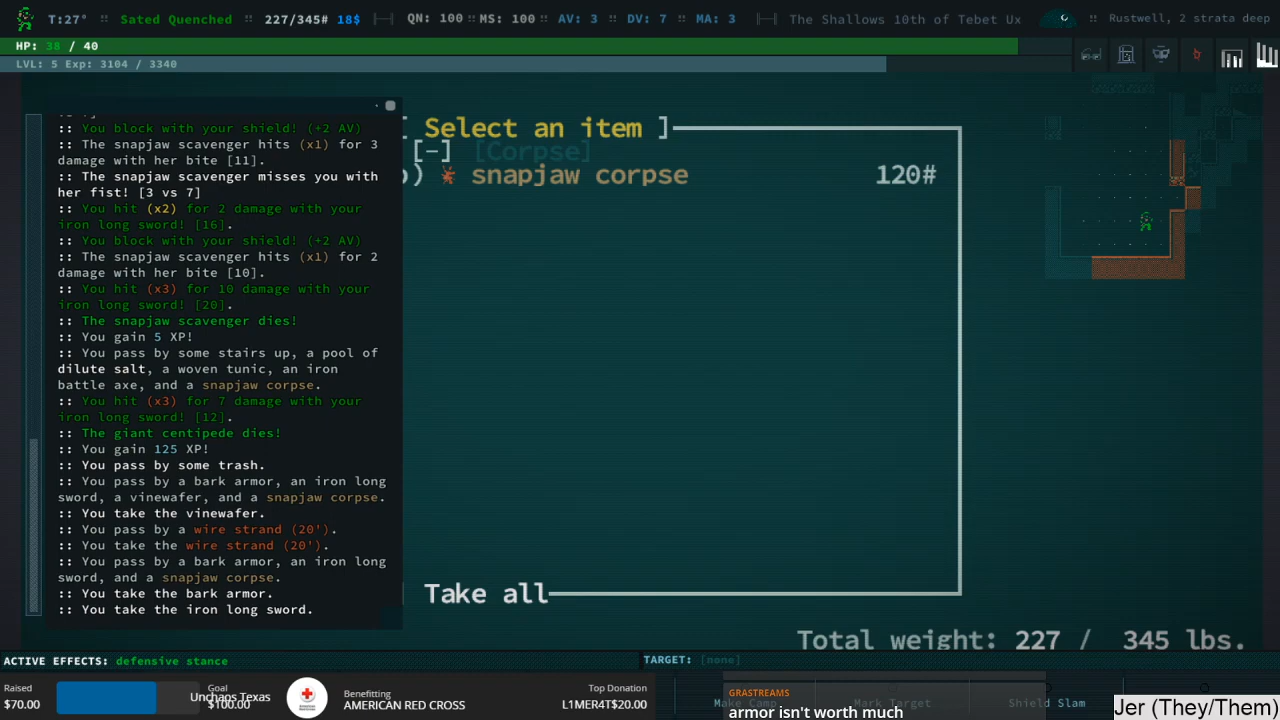 T:27° :: Sated Quenched :: 227/345# 18$ QN: 100 :: MS: 100 :: AV: 3 :: DV: 7 :: MA: 3 The Shallows 10th of Tebet Ux :: Rustwell, 2 strata deep
HP: 38 / 40
LVL: 5 Exp: 3104 / 3340
:: You block with your shield! (+2 AV)
:: The snapjaw scavenger hits (x1) for 3
damage with her bite [11].
:: The snapjaw scavenger misses you with
her fist! [3 vs 7]
:: You hit (x2) for 2 damage with your
iron long sword! [16].
:: You block with your shield! (+2 AV)
:: The snapjaw scavenger hits (x1) for 2
damage with her bite [10].
:: You hit (x3) for 10 damage with your
iron long sword! [20].
:: The snapjaw scavenger dies!
:: You gain 5 XP!
:: You pass by some stairs up, a pool of
dilute salt, a woven tunic, an iron
battle axe, and a snapjaw corpse.
:: You hit (x3) for 7 damage with your
iron long sword! [12].
:: The giant centipede dies!
:: You gain 125 XP!
:: You pass by some trash.
:: You pass by a bark armor, an iron long
sword, a vinewafer, and a snapjaw corpse.
:: You take the vinewafer.
:: You pass by a wire strand (20').
:: You take the wire strand (20').
:: You pass by a bark armor, an iron long
sword, and a snapjaw corpse.
:: You take the bark armor.
:: You take the iron long sword.
[ Select an item ]
[-] [Corpse]
) snapjaw corpse 120#
Take all
Total weight: 227 / 345 lbs.
ACTIVE EFFECTS: defensive stance
TARGET: [none]
Raised
$70.00
Goal
Unchaos Texas
Benefitting
AMERICAN RED CROSS
Top Donation
L1MER4T$20.00
GRASTREAMS
armor isn't worth much
Make Camp Mark Target Shield Slam
Jer (They/Them)